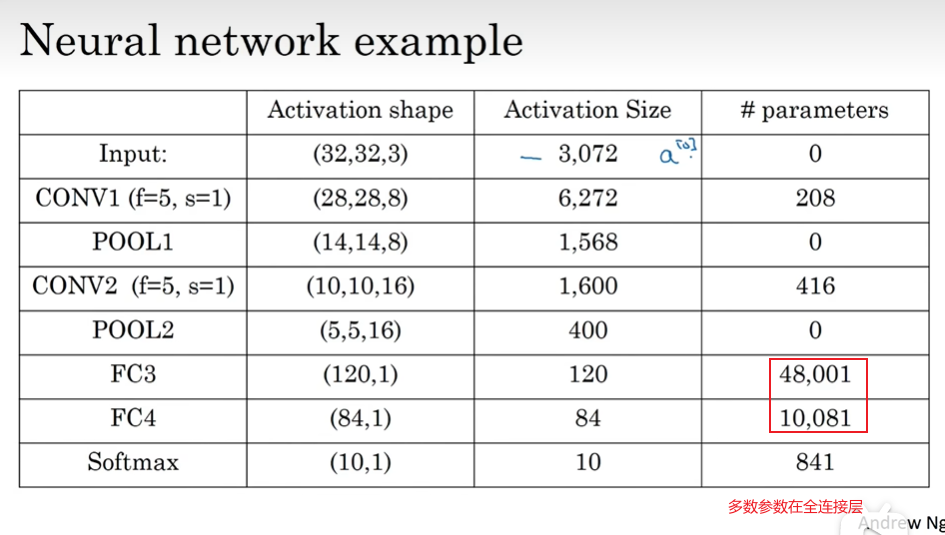 Neural network example
Activation shape Activation Size # parameters
Input: (32,32,3) — 3,072 a[0] 0
CONV1 (f=5, s=1) (28,28,8) 6,272 208
POOL1 (14,14,8) 1,568 0
CONV2 (f=5, s=1) (10,10,16) 1,600 416
POOL2 (5,5,16) 400 0
FC3 (120,1) 120 48,001
FC4 (84,1) 84 10,081
Softmax (10,1) 10 841
多数参数在全连接层
Andrew Ng